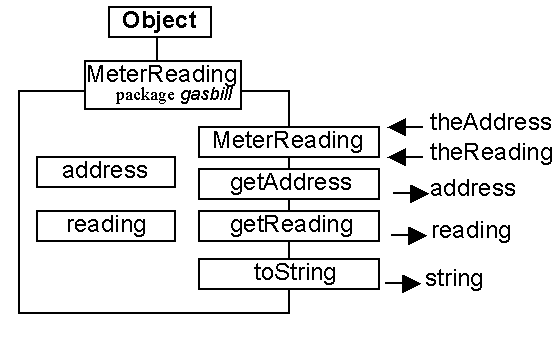 Object
MeterReading
package gasbill
MeterReading
theAddress
theReading
address
getAddress
address
reading
getReading
reading
toString
string